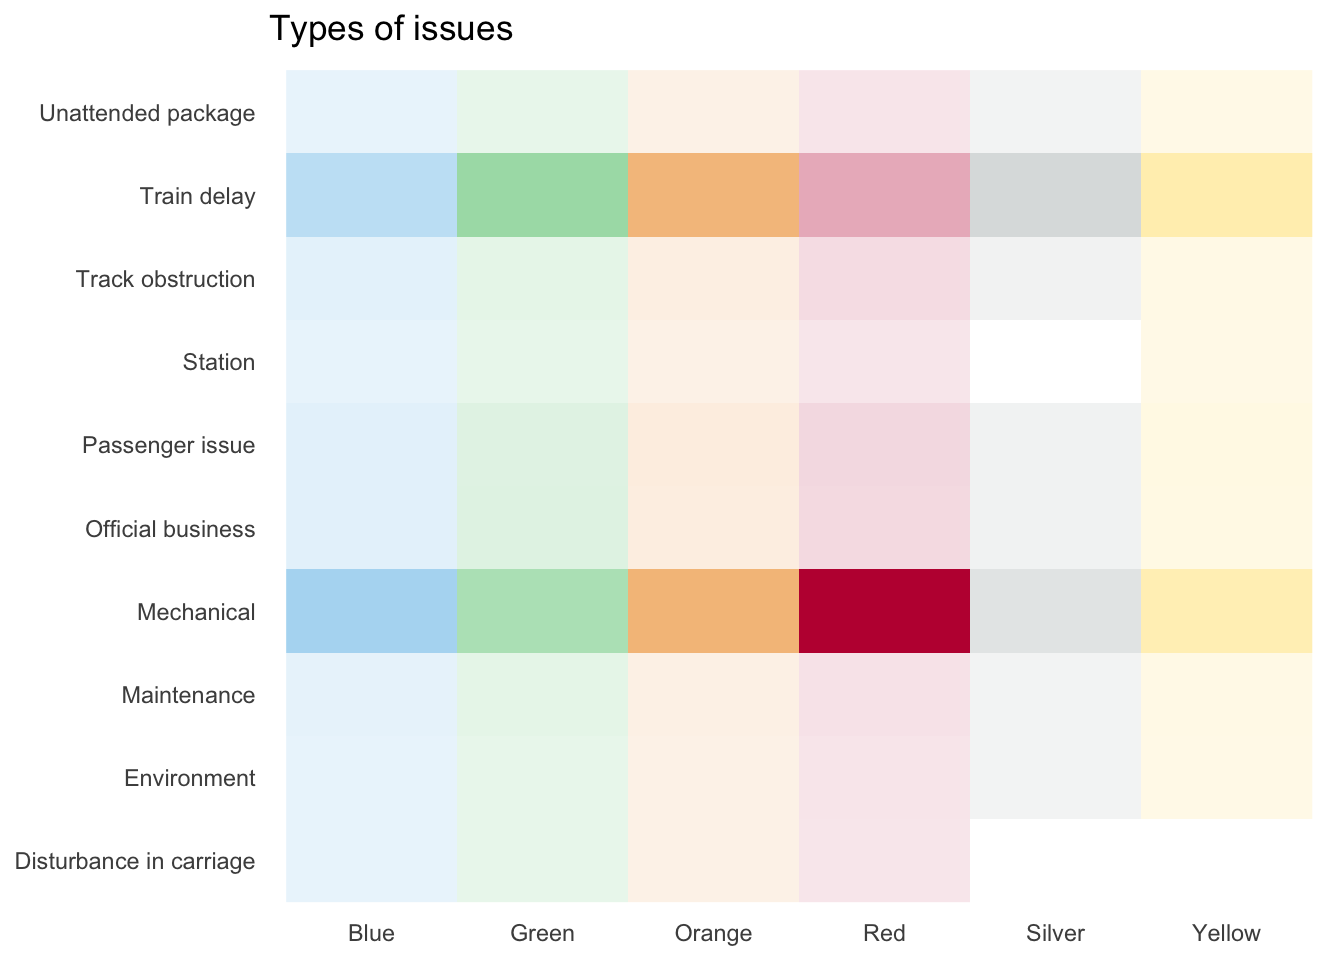 Types of issues
Unattended package
Train delay
Track obstruction
Station
Passenger issue
Official business
Mechanical
Maintenance
Environment
Disturbance in carriage
Blue Green Orange Red Silver Yellow